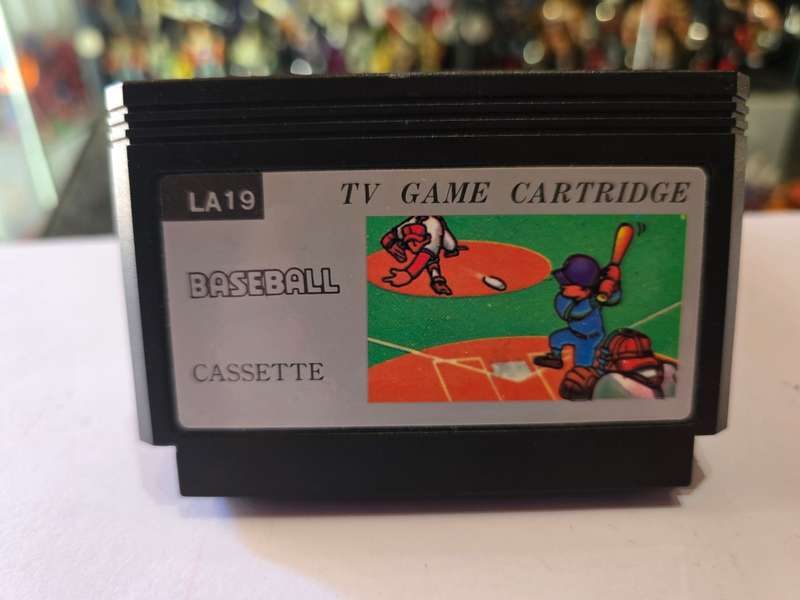 LA19
TV GAME CARTRIDGE
BASEBALL
CASSETTE